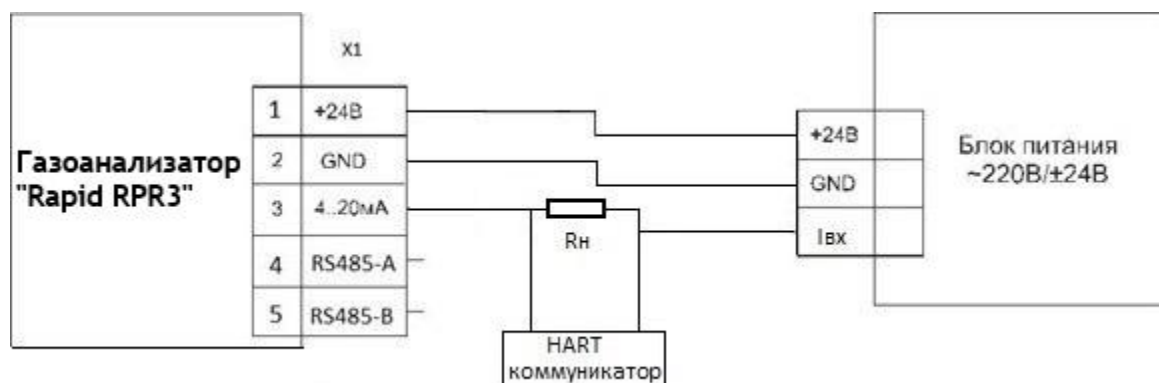 X1
Газоанализатор
"Rapid RPR3"
1 +24В
2 GND
3 4..20мА
4 RS485-A
5 RS485-B
Rн
HART
коммуникатор
+24В
GND
Iвх
Блок питания
~220В/±24В